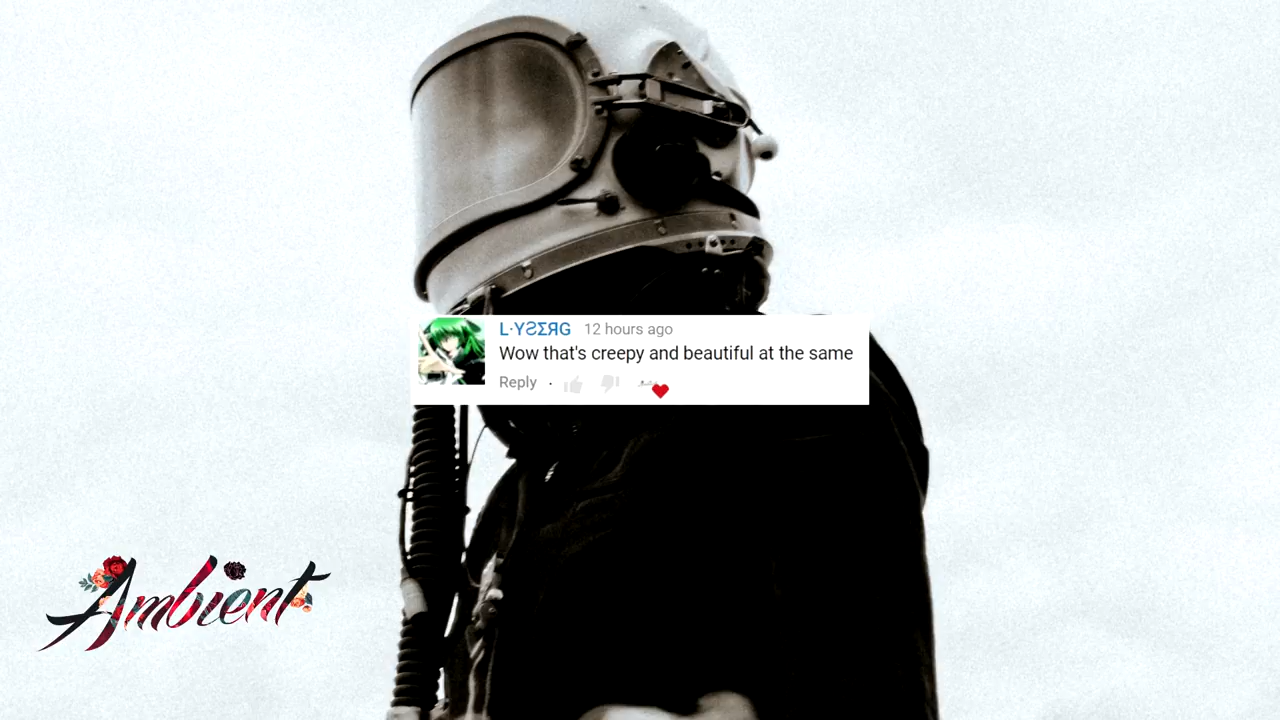 L·YƧΣЯG 12 hours ago
Wow that's creepy and beautiful at the same
Reply ·
Ambient